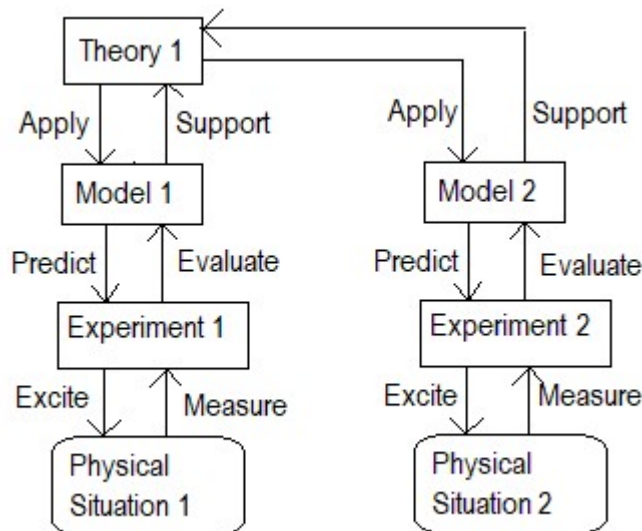 Theory 1
Apply
Support
Apply
Support
Model 1
Model 2
Predict
Evaluate
Predict
Evaluate
Experiment 1
Experiment 2
Excite
Measure
Excite
Measure
Physical
Situation 1
Physical
Situation 2